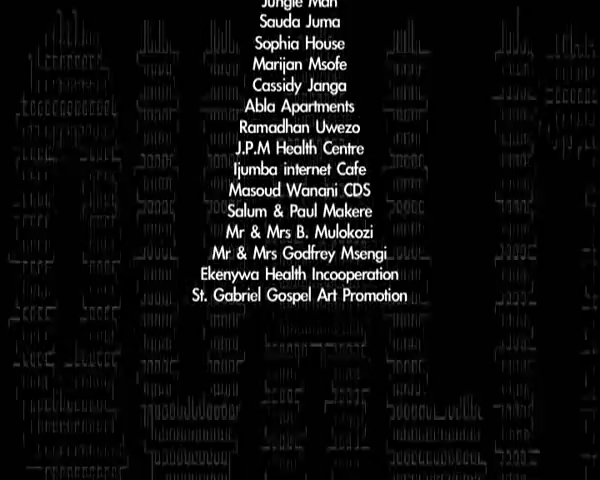 Jungle Man
Sauda Juma
Sophia House
Marijan Msofe
Cassidy Janga
Abla Apartments
Ramadhan Uwezo
J.P.M Health Centre
Ijumba internet Cafe
Masoud Wanani CDS
Salum & Paul Makere
Mr & Mrs B. Mulokozi
Mr & Mrs Godfrey Msengi
Ekenywa Health Incooperation
St. Gabriel Gospel Art Promotion